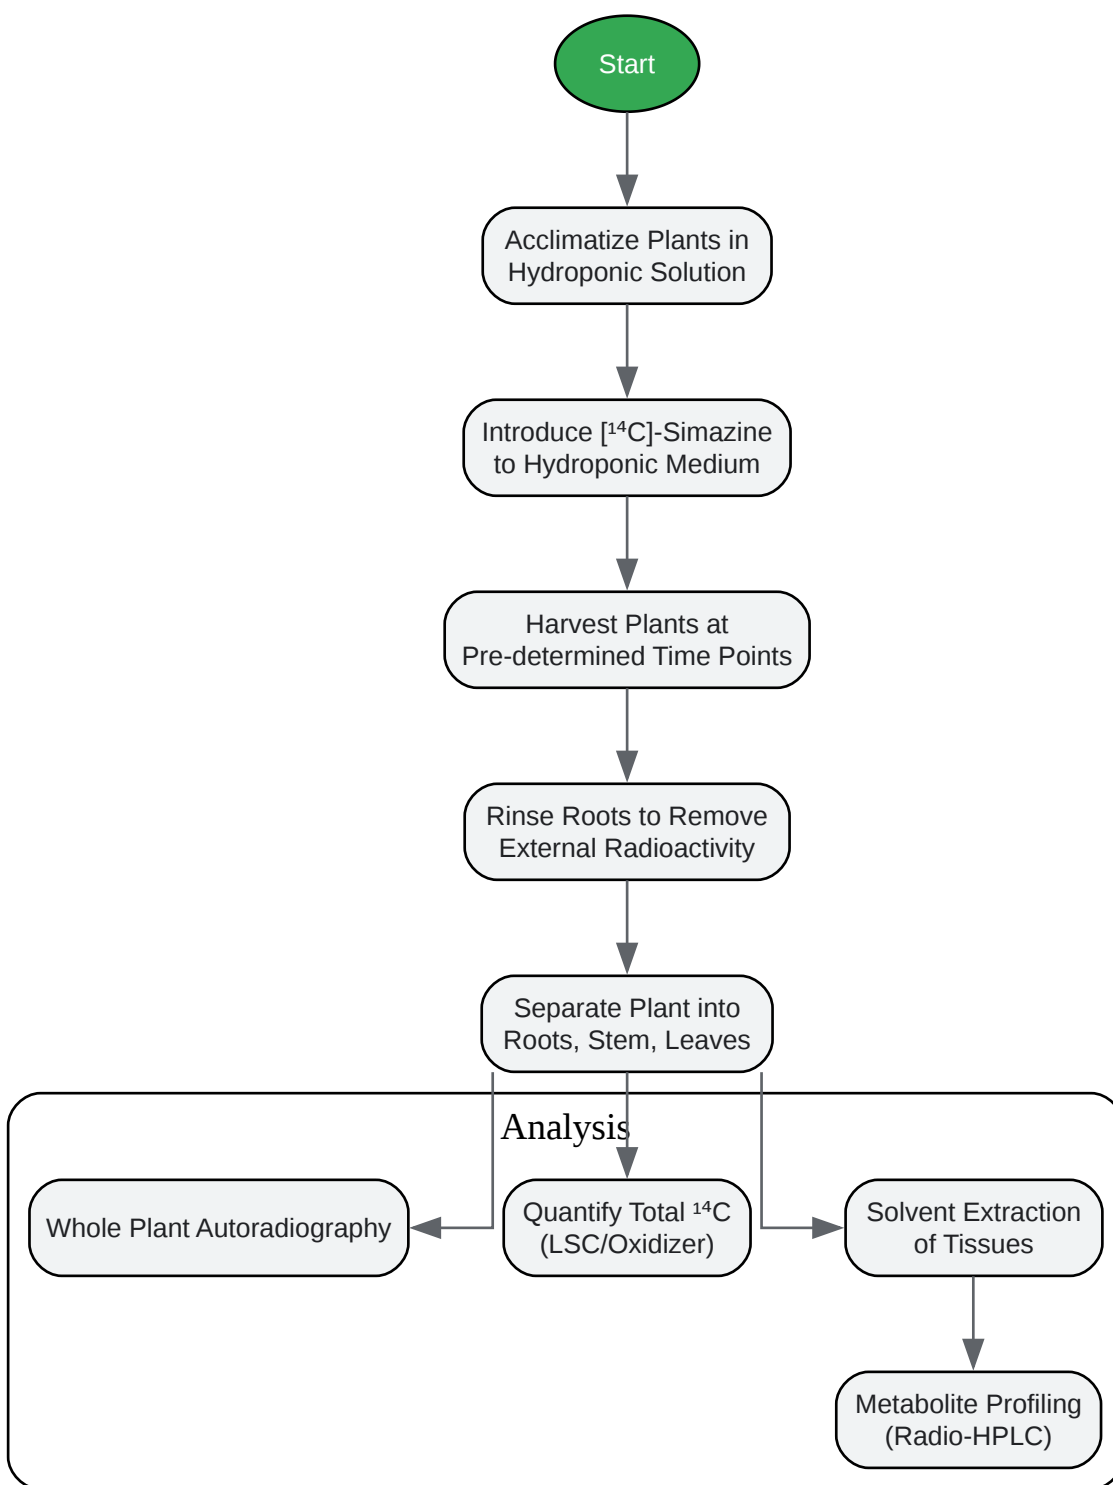 Start
Acclimatize Plants in
Hydroponic Solution
Introduce [¹⁴C]-Simazine
to Hydroponic Medium
Harvest Plants at
Pre-determined Time Points
Rinse Roots to Remove
External Radioactivity
Separate Plant into
Roots, Stem, Leaves
Analysis
Whole Plant Autoradiography
Quantify Total ¹⁴C
(LSC/Oxidizer)
Solvent Extraction
of Tissues
Metabolite Profiling
(Radio-HPLC)